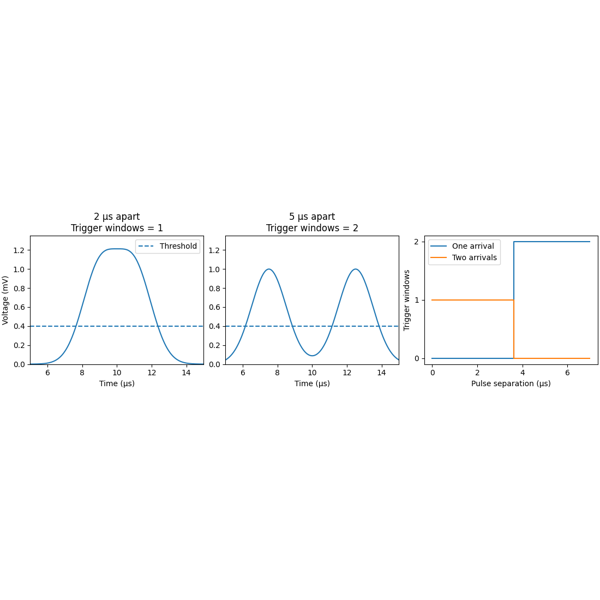 2 µs apart
Trigger windows = 1
Threshold
Voltage (mV)
0.0
0.2
0.4
0.6
0.8
1.0
1.2
6
8
10
12
14
Time (µs)
5 µs apart
Trigger windows = 2
0.0
0.2
0.4
0.6
0.8
1.0
1.2
6
8
10
12
14
Time (µs)
One arrival
Two arrivals
Trigger windows
0
1
2
0
2
4
6
Pulse separation (µs)